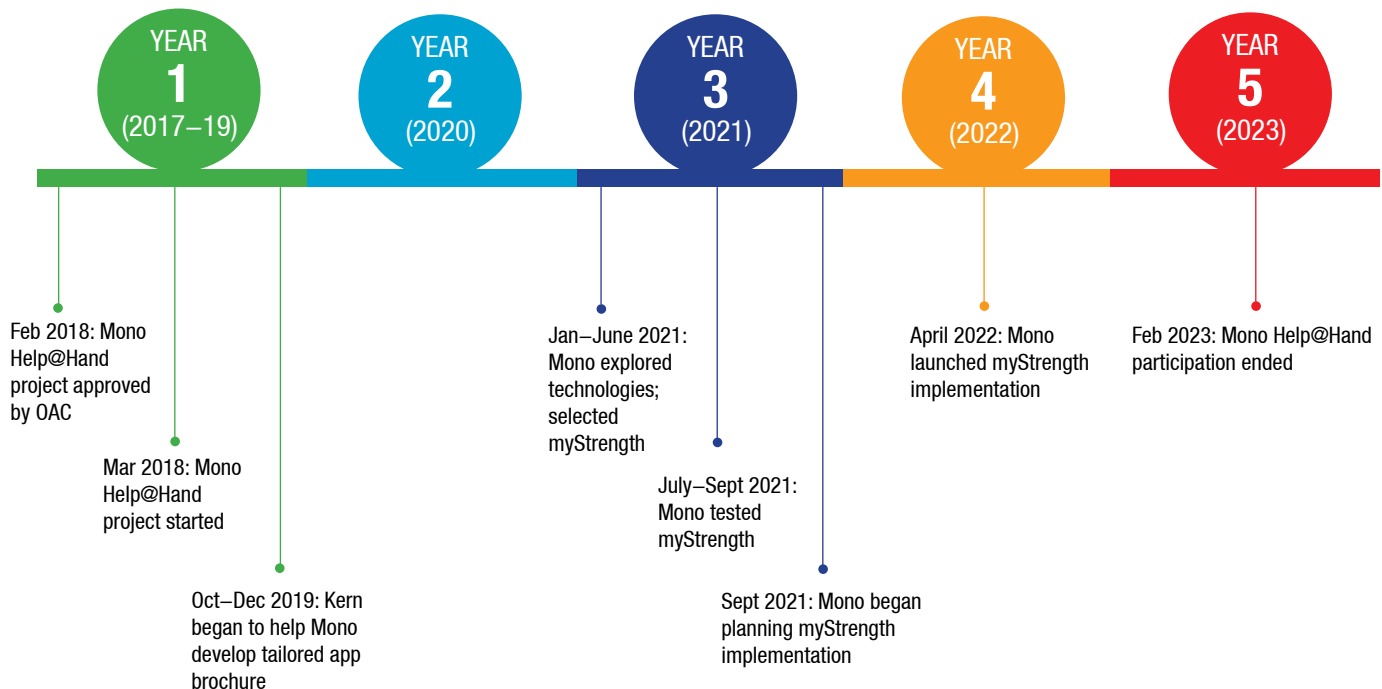 YEAR
1
(2017–19)
YEAR
2
(2020)
YEAR
3
(2021)
YEAR
4
(2022)
YEAR
5
(2023)
Feb 2018: Mono
Help@Hand
project approved
by OAC
Mar 2018: Mono
Help@Hand
project started
Oct–Dec 2019: Kern
began to help Mono
develop tailored app
brochure
Jan–June 2021:
Mono explored
technologies;
selected
myStrength
July–Sept 2021:
Mono tested
myStrength
Sept 2021: Mono began
planning myStrength
implementation
April 2022: Mono
launched myStrength
implementation
Feb 2023: Mono Help@Hand
participation ended